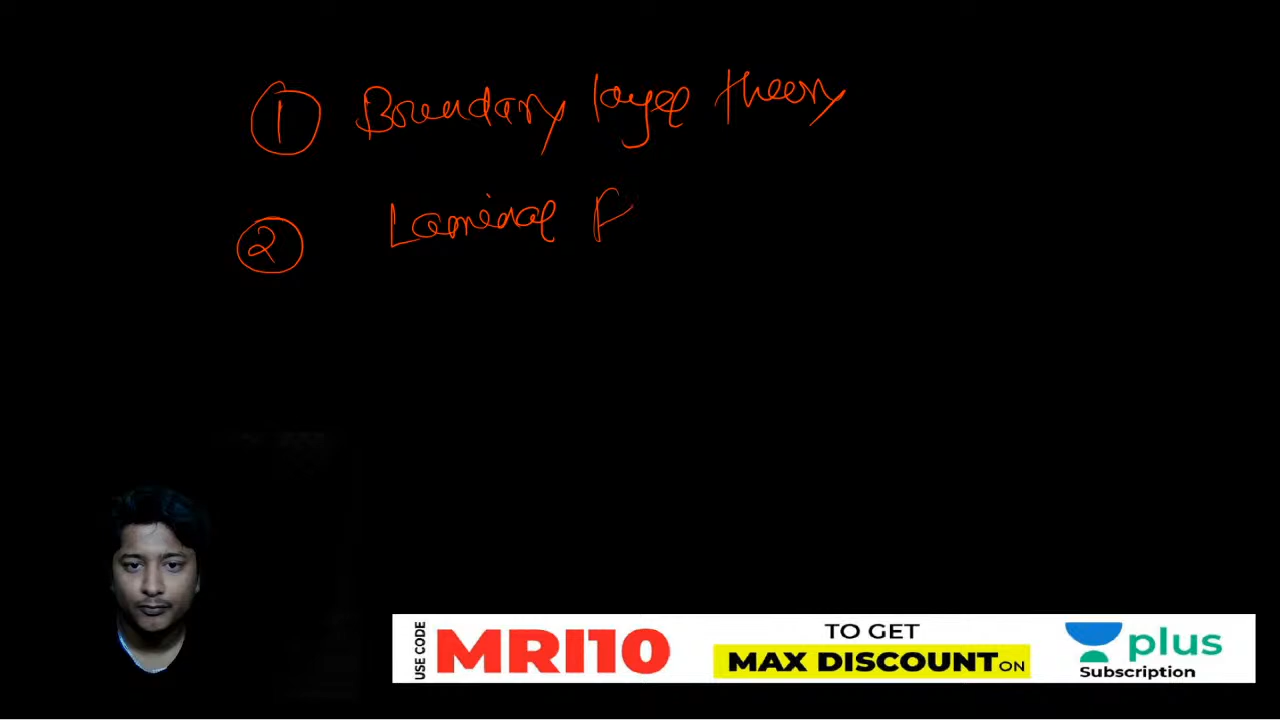 1 Boundary layer theory
2 Laminar F
USE CODE MRI10 TO GET MAX DISCOUNT ON plus Subscription